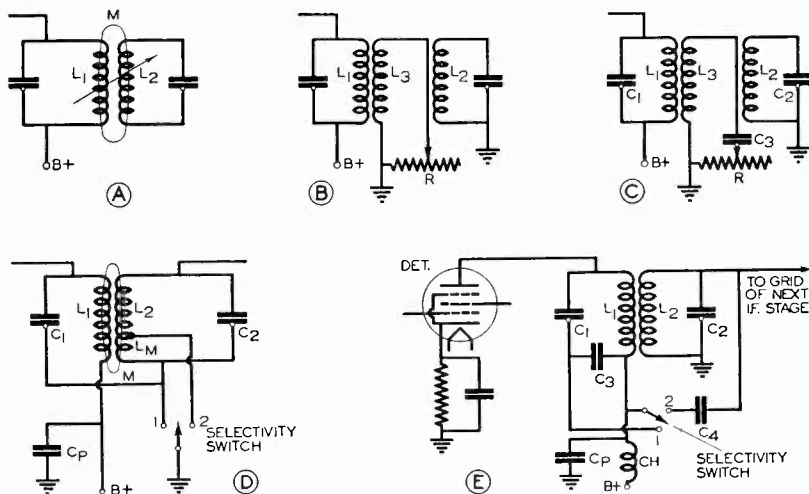 M
L1
L2
B+
A
L1
L3
L2
B+
R
B
C1
L1
L3
L2
C2
C3
B+
R
C
L1
L2
C1
C2
LM
M
1
2
SELECTIVITY
SWITCH
CP
B+
D
DET.
L1
L2
C1
C2
C3
TO GRID
OF NEXT
I.F. STAGE
2
1
C4
CP
CH
SELECTIVITY
SWITCH
B+
E